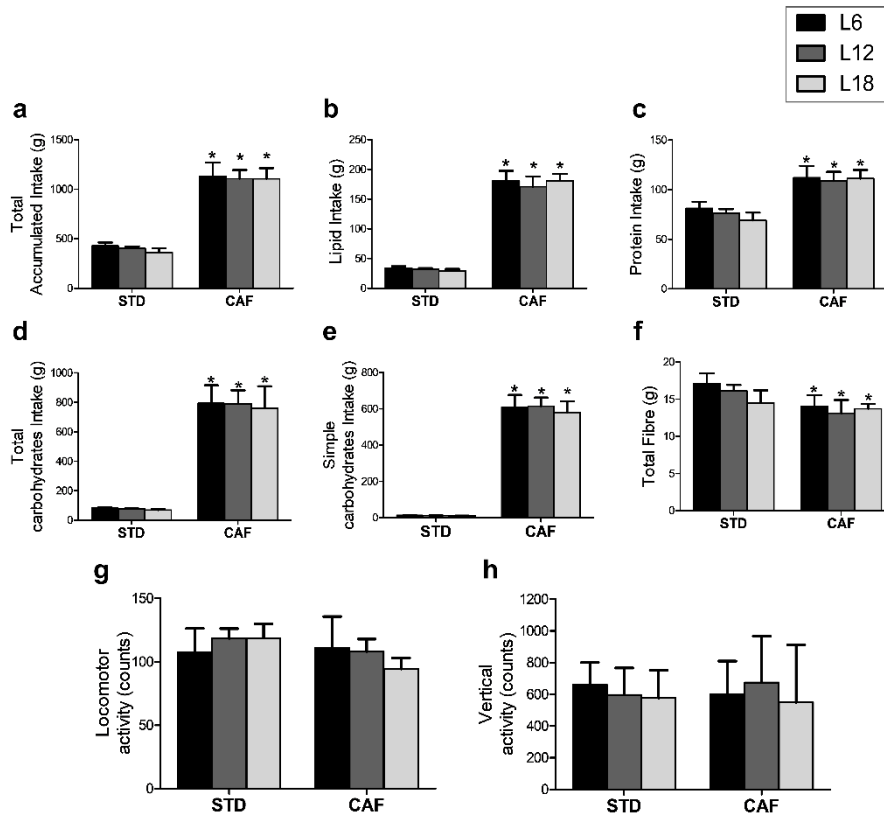 L6
L12
L18
a
Total
Accumulated Intake (g)
1500
1000
500
0
* * *
STD CAF
b
Lipid Intake (g)
250
200
150
100
50
0
* * *
STD CAF
c
Protein Intake (g)
150
100
50
0
* * *
STD CAF
d
Total
carbohydrates Intake (g)
1000
800
600
400
200
0
* * *
STD CAF
e
Simple
carbohydrates Intake (g)
800
600
400
200
0
* * *
STD CAF
f
Total Fibre (g)
20
15
10
5
0
* * *
STD CAF
g
Locomotor
activity (counts)
150
100
50
0
STD CAF
h
Vertical
activity (counts)
1200
1000
800
600
400
200
0
STD CAF